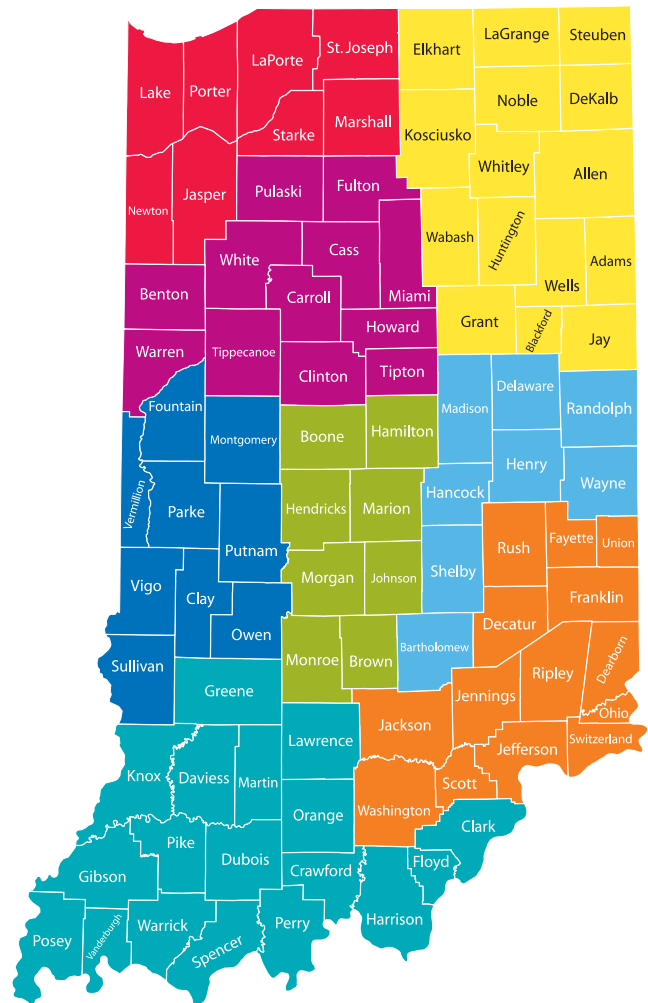 LaGrange
Steuben
St. Joseph
Elkhart
LaPorte
Lake
Porter
Noble
DeKalb
Kosciusko
Marshall
Starke
Whitley
Allen
Pulaski
Fulton
Jasper
Newton
Wabash
Huntington
White
Cass
Adams
Wells
Benton
Carroll
Miami
Howard
Grant
Blackford
Jay
Warren
Tippecanoe
Clinton
Tipton
Delaware
Fountain
Madison
Randolph
Montgomery
Boone
Hamilton
Henry
Wayne
Vermillion
Parke
Hendricks
Marion
Hancock
Putnam
Rush
Fayette
Union
Vigo
Clay
Morgan
Johnson
Shelby
Franklin
Owen
Decatur
Sullivan
Monroe
Brown
Bartholomew
Dearborn
Greene
Jennings
Ripley
Ohio
Lawrence
Jackson
Jefferson
Switzerland
Knox
Daviess
Martin
Scott
Orange
Washington
Clark
Pike
Dubois
Gibson
Crawford
Floyd
Posey
Vanderburgh
Warrick
Spencer
Perry
Harrison